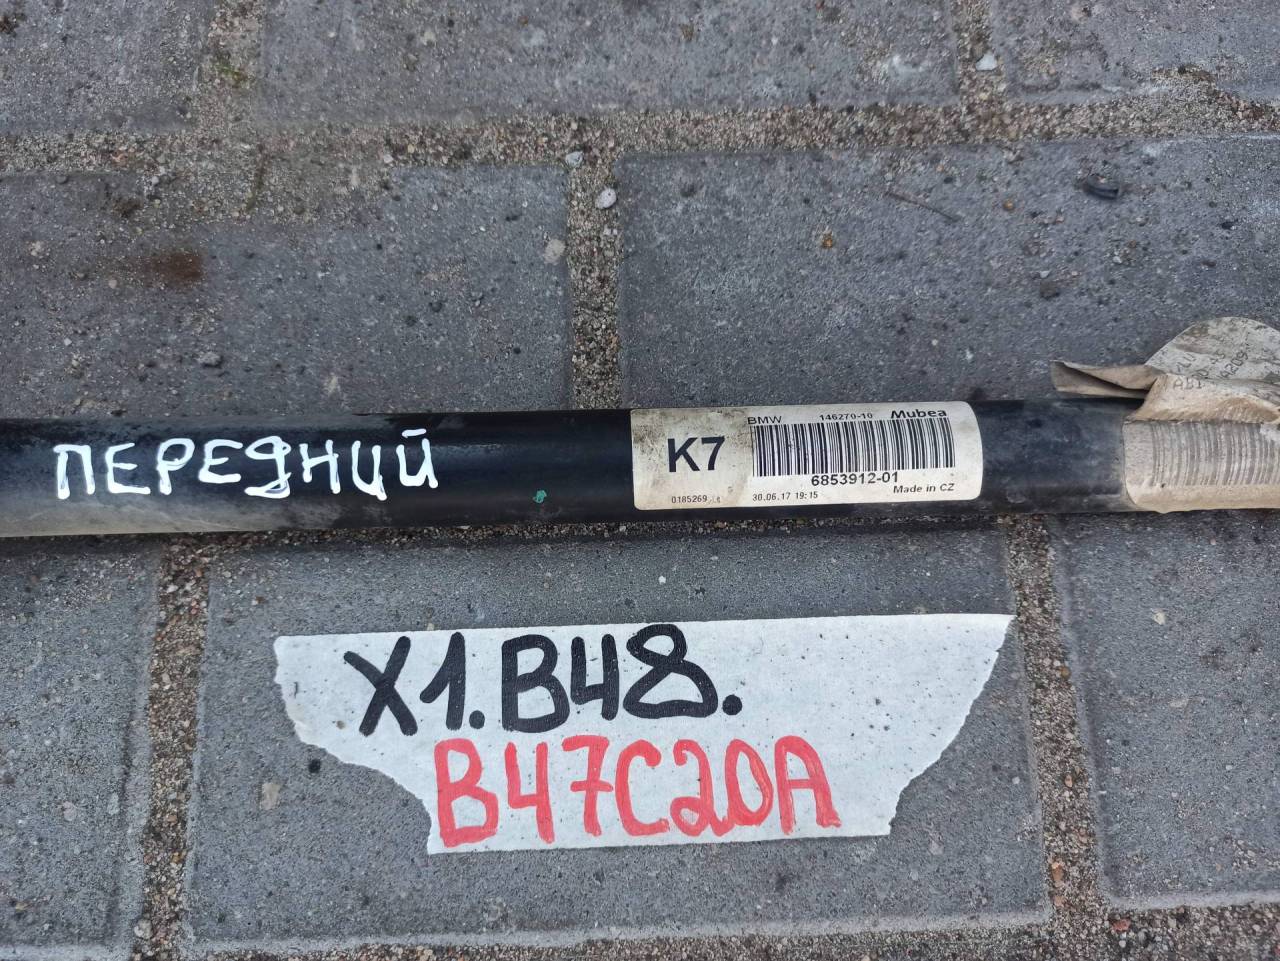 ПЕРЕДНИЙ
K7
BMW 146270-10 Mubea
6853912-01
Made in CZ
0185269
30.06.17 19:15
X1.B48.
B47C20A